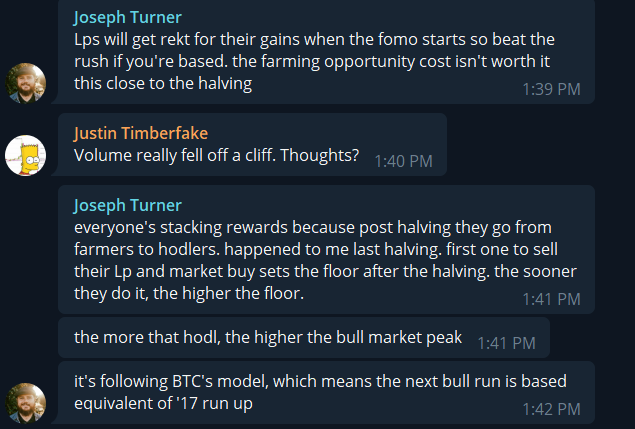 Joseph Turner
Lps will get rekt for their gains when the fomo starts so beat the
rush if you're based. the farming opportunity cost isn't worth it
this close to the halving
1:39 PM
Justin Timberfake
Volume really fell off a cliff. Thoughts?
1:40 PM
Joseph Turner
everyone's stacking rewards because post halving they go from
farmers to hodlers. happened to me last halving. first one to sell
their Lp and market buy sets the floor after the halving. the sooner
they do it, the higher the floor.
1:41 PM
the more that hodl, the higher the bull market peak
1:41 PM
it's following BTC's model, which means the next bull run is based
equivalent of '17 run up
1:42 PM